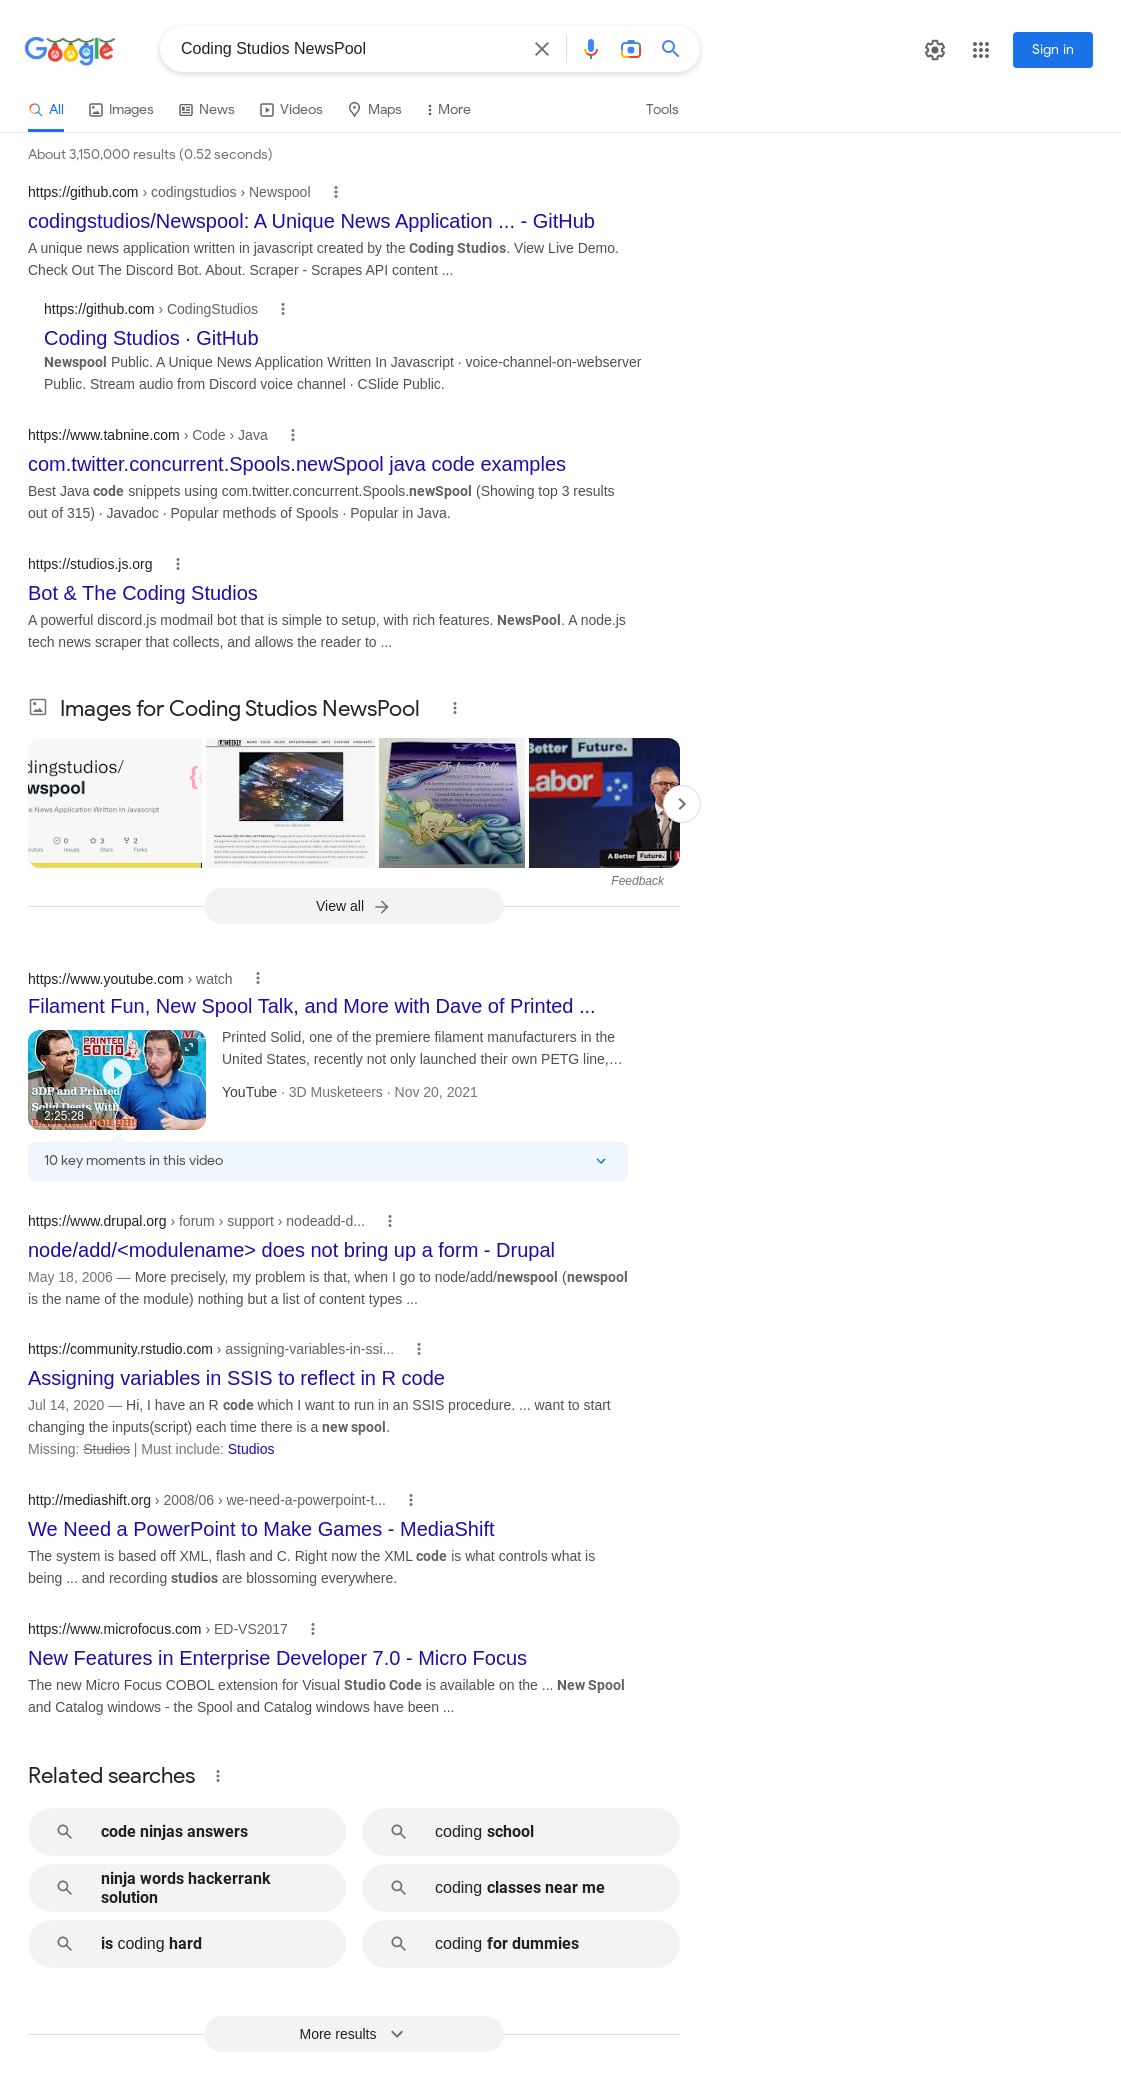 Google
Coding Studios NewsPool
Sign in
All Images News Videos Maps More Tools
About 3,150,000 results (0.52 seconds)
https://github.com › codingstudios › Newspool
codingstudios/Newspool: A Unique News Application ... - GitHub
A unique news application written in javascript created by the Coding Studios. View Live Demo.
Check Out The Discord Bot. About. Scraper - Scrapes API content ...
https://github.com › CodingStudios
Coding Studios · GitHub
Newspool Public. A Unique News Application Written In Javascript · voice-channel-on-webserver
Public. Stream audio from Discord voice channel · CSlide Public.
https://www.tabnine.com › Code › Java
com.twitter.concurrent.Spools.newSpool java code examples
Best Java code snippets using com.twitter.concurrent.Spools.newSpool (Showing top 3 results
out of 315) · Javadoc · Popular methods of Spools · Popular in Java.
https://studios.js.org
Bot & The Coding Studios
A powerful discord.js modmail bot that is simple to setup, with rich features. NewsPool. A node.js
tech news scraper that collects, and allows the reader to ...
Images for Coding Studios NewsPool
dingstudios/
wspool
e News Application Written In Javascript
0 3 2
Issues Stars Forks
WEEKLY
Tinker Bell
Better Future.
Labor
A Better Future.
Feedback
View all
https://www.youtube.com › watch
Filament Fun, New Spool Talk, and More with Dave of Printed ...
PRINTED
SOLID
3DP and Printed
Solid Deets With
2:25:28
Printed Solid, one of the premiere filament manufacturers in the
United States, recently not only launched their own PETG line,...
YouTube · 3D Musketeers · Nov 20, 2021
10 key moments in this video
https://www.drupal.org › forum › support › nodeadd-d...
node/add/<modulename> does not bring up a form - Drupal
May 18, 2006 — More precisely, my problem is that, when I go to node/add/newspool (newspool
is the name of the module) nothing but a list of content types ...
https://community.rstudio.com › assigning-variables-in-ssi...
Assigning variables in SSIS to reflect in R code
Jul 14, 2020 — Hi, I have an R code which I want to run in an SSIS procedure. ... want to start
changing the inputs(script) each time there is a new spool.
Missing: Studios | Must include: Studios
http://mediashift.org › 2008/06 › we-need-a-powerpoint-t...
We Need a PowerPoint to Make Games - MediaShift
The system is based off XML, flash and C. Right now the XML code is what controls what is
being ... and recording studios are blossoming everywhere.
https://www.microfocus.com › ED-VS2017
New Features in Enterprise Developer 7.0 - Micro Focus
The new Micro Focus COBOL extension for Visual Studio Code is available on the ... New Spool
and Catalog windows - the Spool and Catalog windows have been ...
Related searches
code ninjas answers
coding school
ninja words hackerrank
solution
coding classes near me
is coding hard
coding for dummies
More results